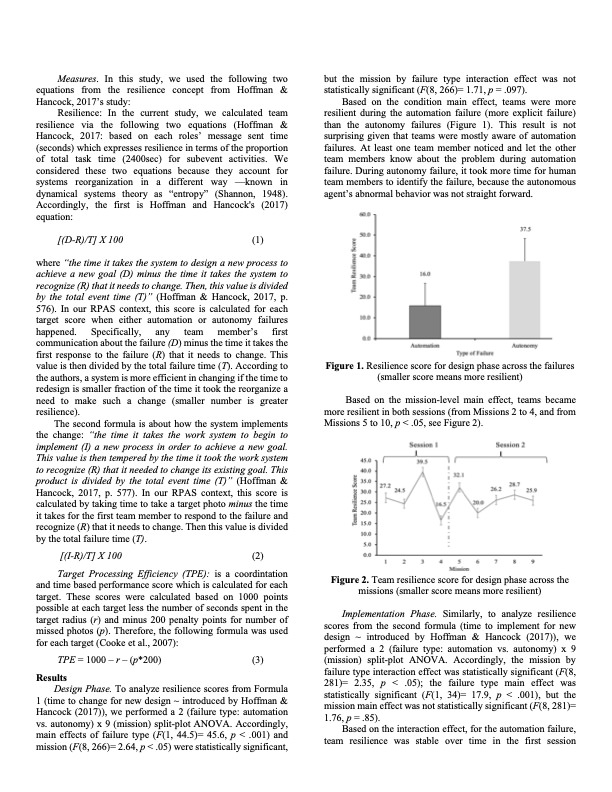 Measures. In this study, we used the following two
equations from the resilience concept from Hoffman &
Hancock, 2017's study:
Resilience: In the current study, we calculated team
resilience via the following two equations (Hoffman &
Hancock, 2017: based on each roles' message sent time
(seconds) which expresses resilience in terms of the proportion
of total task time (2400sec) for subevent activities. We
considered these two equations because they account for
systems reorganization in a different way —known in
dynamical systems theory as "entropy" (Shannon, 1948).
Accordingly, the first is Hoffman and Hancock's (2017)
equation:
[(D-R)/T] X 100 (1)
where "the time it takes the system to design a new process to
achieve a new goal (D) minus the time it takes the system to
recognize (R) that it needs to change. Then, this value is divided
by the total event time (T)" (Hoffman & Hancock, 2017, p.
576). In our RPAS context, this score is calculated for each
target score when either automation or autonomy failures
happened. Specifically, any team member's first
communication about the failure (D) minus the time it takes the
first response to the failure (R) that it needs to change. This
value is then divided by the total failure time (T). According to
the authors, a system is more efficient in changing if the time to
redesign is smaller fraction of the time it took the reorganize a
need to make such a change (smaller number is greater
resilience).
The second formula is about how the system implements
the change: "the time it takes the work system to begin to
implement (I) a new process in order to achieve a new goal.
This value is then tempered by the time it took the work system
to recognize (R) that it needed to change its existing goal. This
product is divided by the total event time (T)" (Hoffman &
Hancock, 2017, p. 577). In our RPAS context, this score is
calculated by taking time to take a target photo minus the time
it takes for the first team member to respond to the failure and
recognize (R) that it needs to change. Then this value is divided
by the total failure time (T).
[(I-R)/T] X 100 (2)
Target Processing Efficiency (TPE): is a coordintation
and time based performance score which is calculated for each
target. These scores were calculated based on 1000 points
possible at each target less the number of seconds spent in the
target radius (r) and minus 200 penalty points for number of
missed photos (p). Therefore, the following formula was used
for each target (Cooke et al., 2007):
TPE = 1000 – r – (p*200) (3)
Results
Design Phase. To analyze resilience scores from Formula
1 (time to change for new design ~ introduced by Hoffman &
Hancock (2017)), we performed a 2 (failure type: automation
vs. autonomy) x 9 (mission) split-plot ANOVA. Accordingly,
main effects of failure type (F(1, 44.5)= 45.6, p < .001) and
mission (F(8, 266)= 2.64, p < .05) were statistically significant,
but the mission by failure type interaction effect was not
statistically significant (F(8, 266)= 1.71, p = .097).
Based on the condition main effect, teams were more
resilient during the automation failure (more explicit failure)
than the autonomy failures (Figure 1). This result is not
surprising given that teams were mostly aware of automation
failures. At least one team member noticed and let the other
team members know about the problem during automation
failure. During autonomy failure, it took more time for human
team members to identify the failure, because the autonomous
agent's abnormal behavior was not straight forward.
Team Resilience Score
60.0
50.0
40.0
30.0
20.0
10.0
0.0
16.0
37.5
Automation Autonomy
Type of Failure
Figure 1. Resilience score for design phase across the failures
(smaller score means more resilient)
Based on the mission-level main effect, teams became
more resilient in both sessions (from Missions 2 to 4, and from
Missions 5 to 10, p < .05, see Figure 2).
Session 1 Session 2
Team Resilience Score
45.0
40.0
35.0
30.0
25.0
20.0
15.0
10.0
5.0
0.0
27.2 24.5 39.5 16.5 32.1 20.0 26.2 28.7 25.9
1 2 3 4 5 6 7 8 9
Mission
Figure 2. Team resilience score for design phase across the
missions (smaller score means more resilient)
Implementation Phase. Similarly, to analyze resilience
scores from the second formula (time to implement for new
design ~ introduced by Hoffman & Hancock (2017)), we
performed a 2 (failure type: automation vs. autonomy) x 9
(mission) split-plot ANOVA. Accordingly, the mission by
failure type interaction effect was statistically significant (F(8,
281)= 2.35, p < .05); the failure type main effect was
statistically significant (F(1, 34)= 17.9, p < .001), but the
mission main effect was not statistically significant (F(8, 281)=
1.76, p = .85).
Based on the interaction effect, for the automation failure,
team resilience was stable over time in the first session